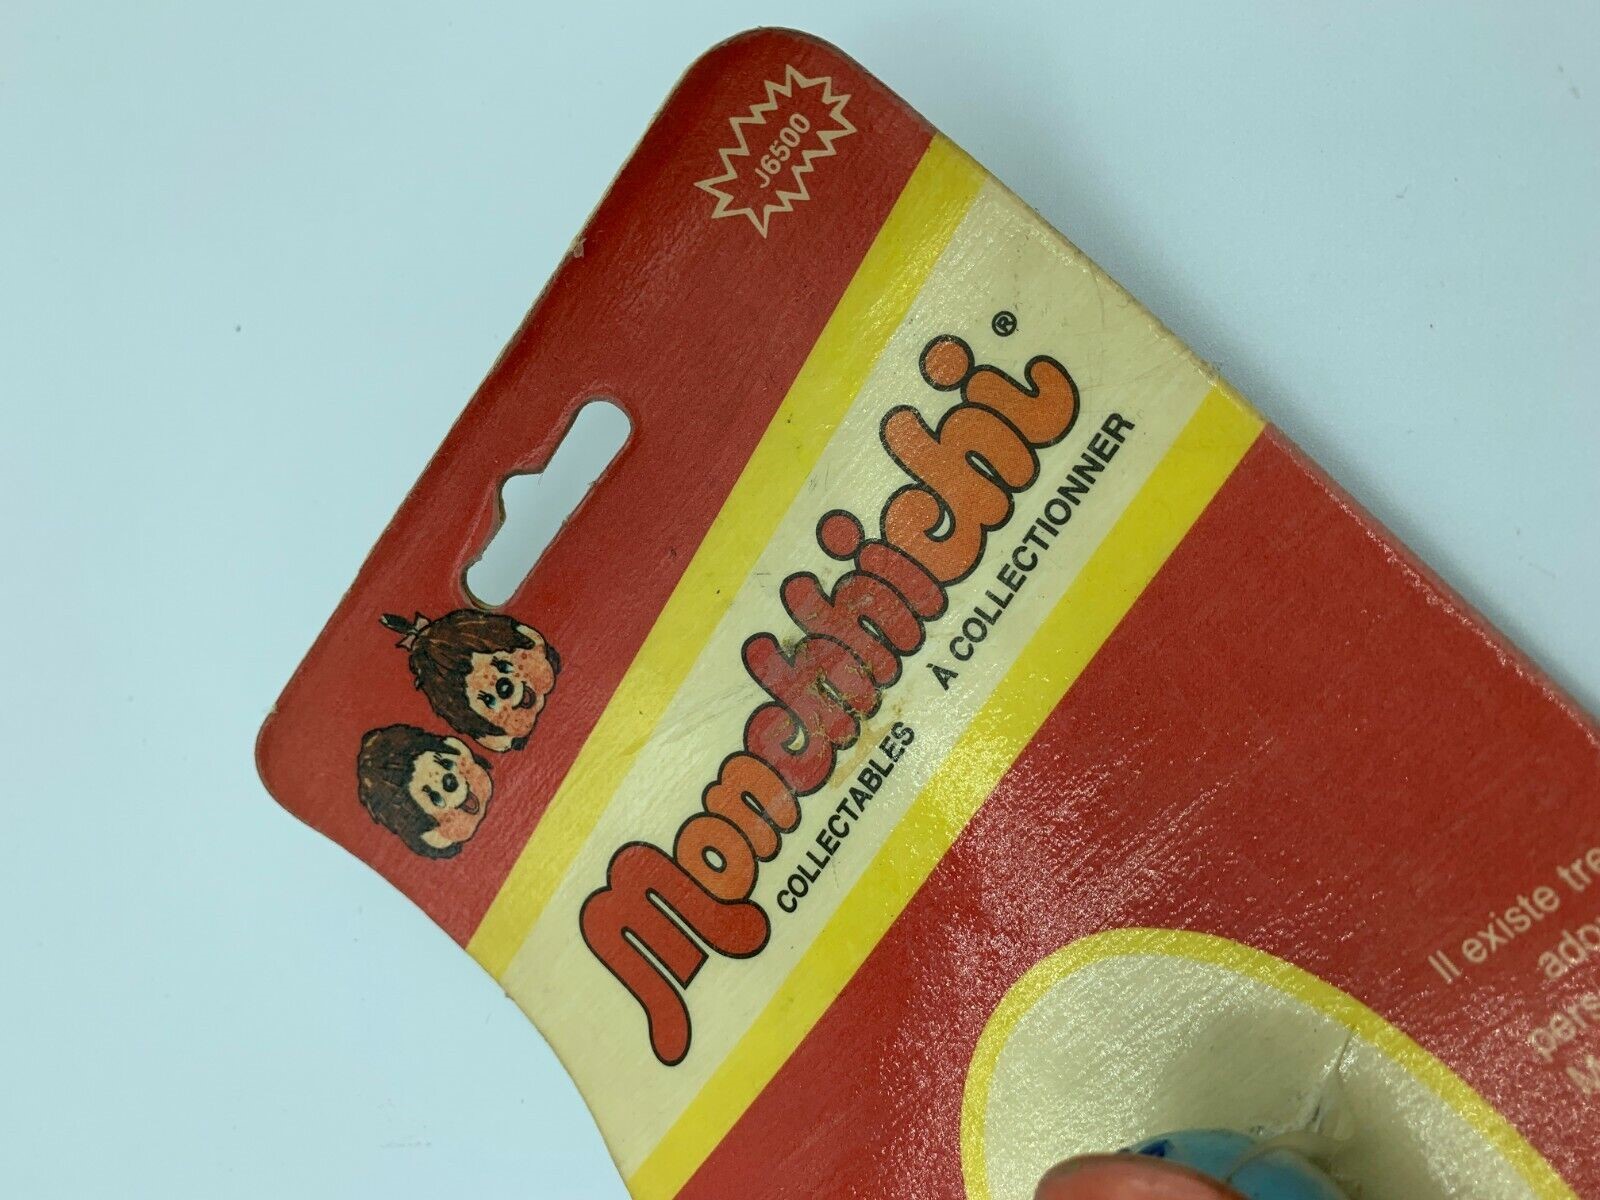 J6500
Monchhichi®
COLLECTABLES À COLLECTIONNER
Il existe